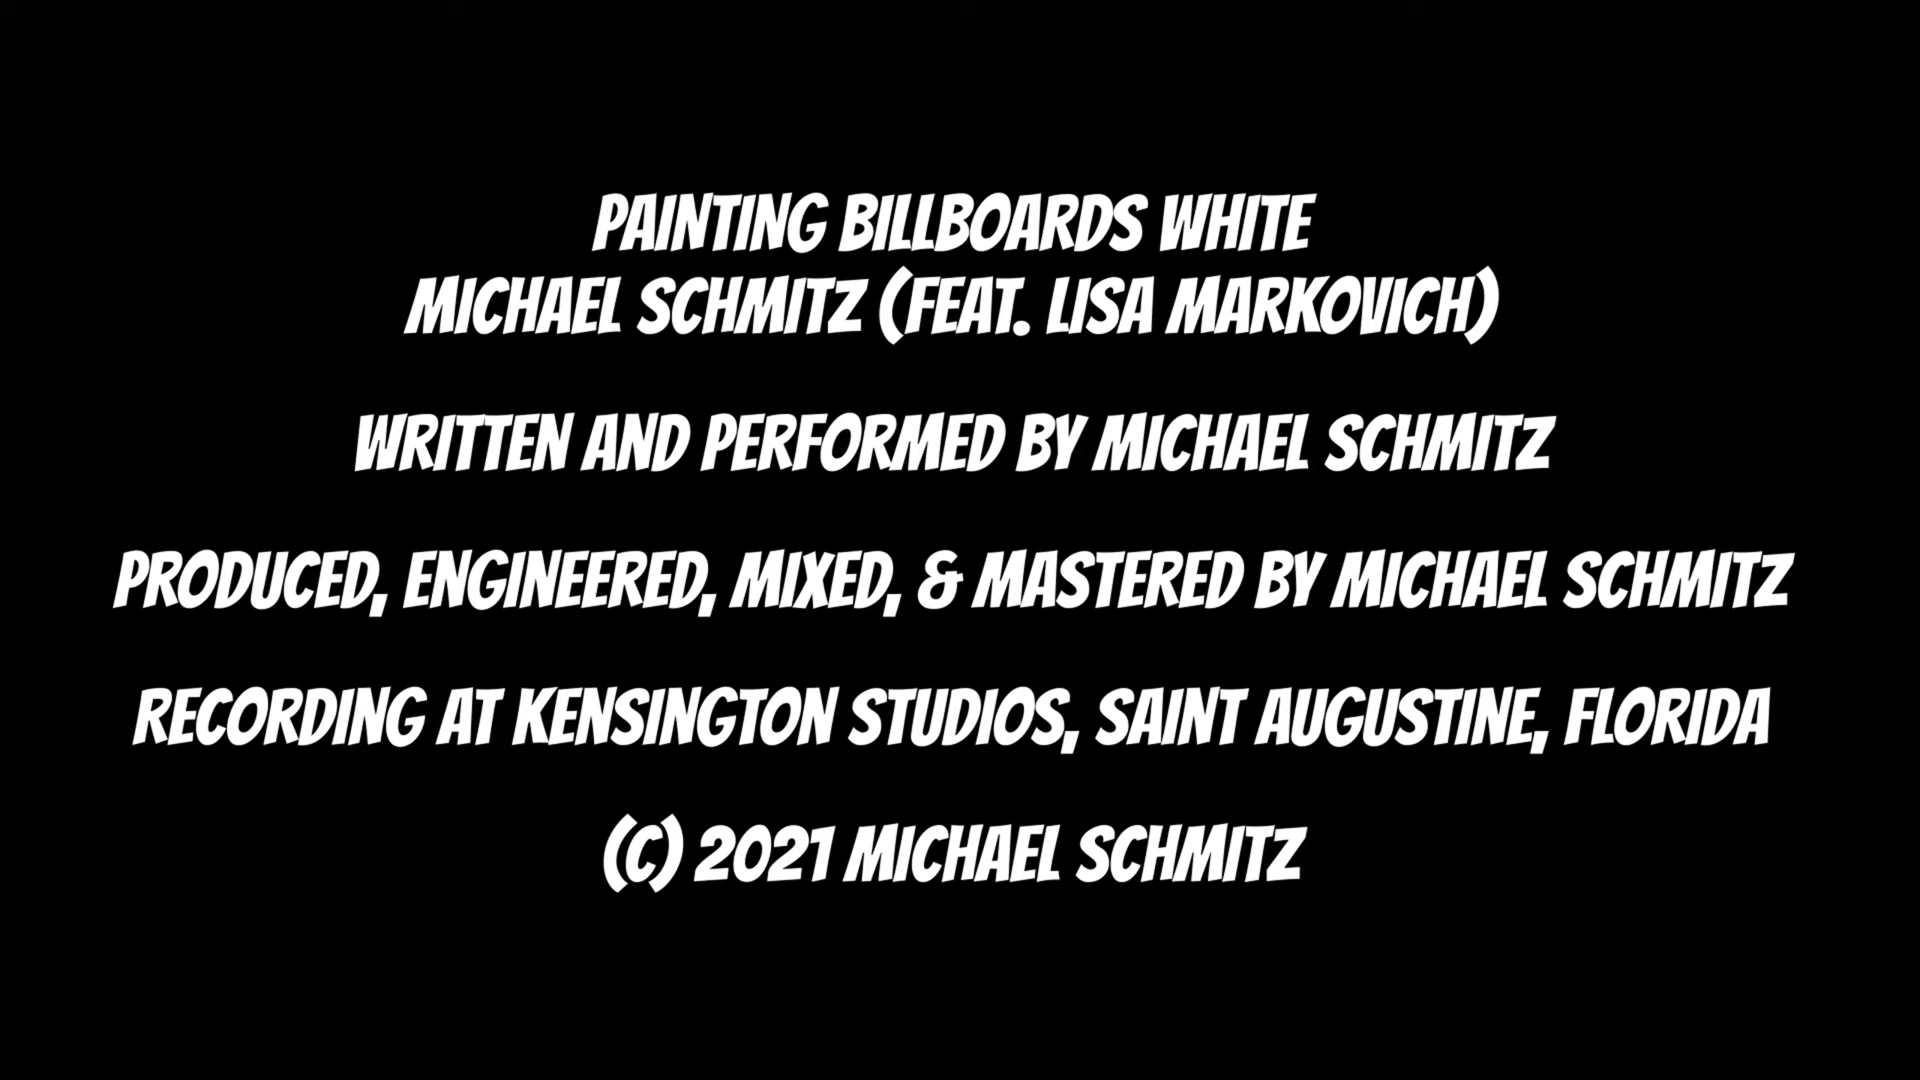 PAINTING BILLBOARDS WHITE
MICHAEL SCHMITZ (FEAT. LISA MARKOVICH)
WRITTEN AND PERFORMED BY MICHAEL SCHMITZ
PRODUCED, ENGINEERED, MIXED, & MASTERED BY MICHAEL SCHMITZ
RECORDING AT KENSINGTON STUDIOS, SAINT AUGUSTINE, FLORIDA
(C) 2021 MICHAEL SCHMITZ